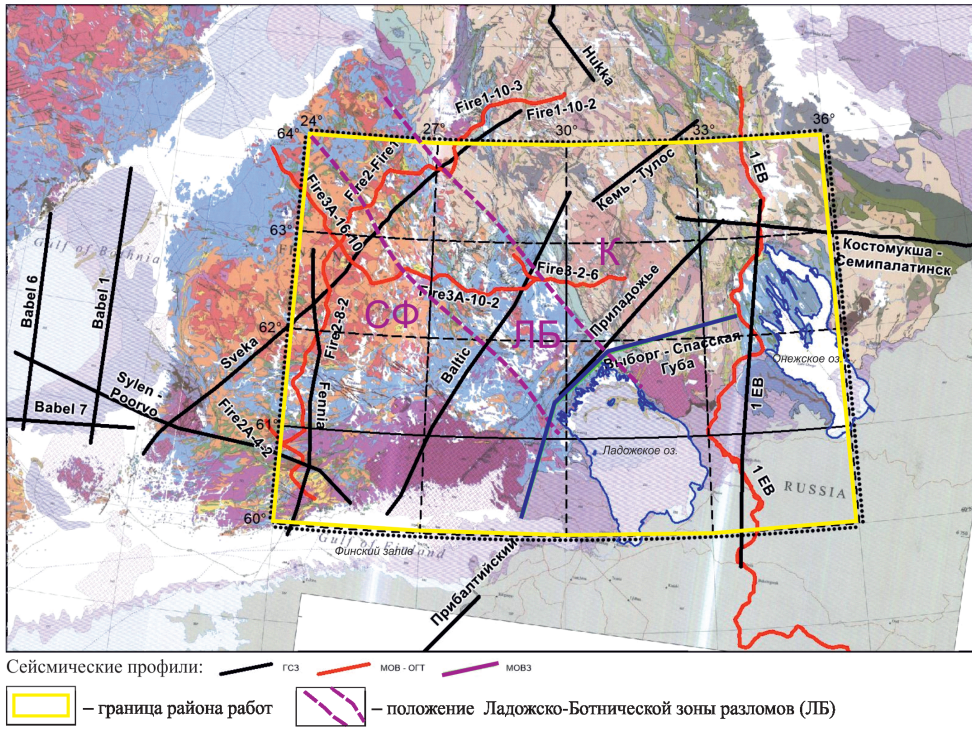 Hukka
Fire1-10-3
Fire1-10-2
24°
64°
27°
30°
33°
36°
Fire2-Fire1
Кемь - Тулос
1 ЕВ
Fire3A-16-10
63°
К
Костомукша -
Семипалатинск
Gulf of Bothnia
Fire3-2-6
Fire3A-10-2
Приладожье
Babel 6
Babel 1
СФ
ЛБ
62°
Fire2-8-2
Sveka
Baltic
Выборг - Спасская
Губа
Онежское оз.
Sylen -
Poorvo
Fennia
1 ЕВ
Babel 7
Fire2A-4-2
61°
Ладожское оз.
1 ЕВ
RUSSIA
60°
Gulf of Finland
Финский залив
Прибалтийский
Сейсмические профили:
ГСЗ
МОВ - ОГТ
МОВЗ
– граница района работ
– положение Ладожско-Ботнической зоны разломов (ЛБ)